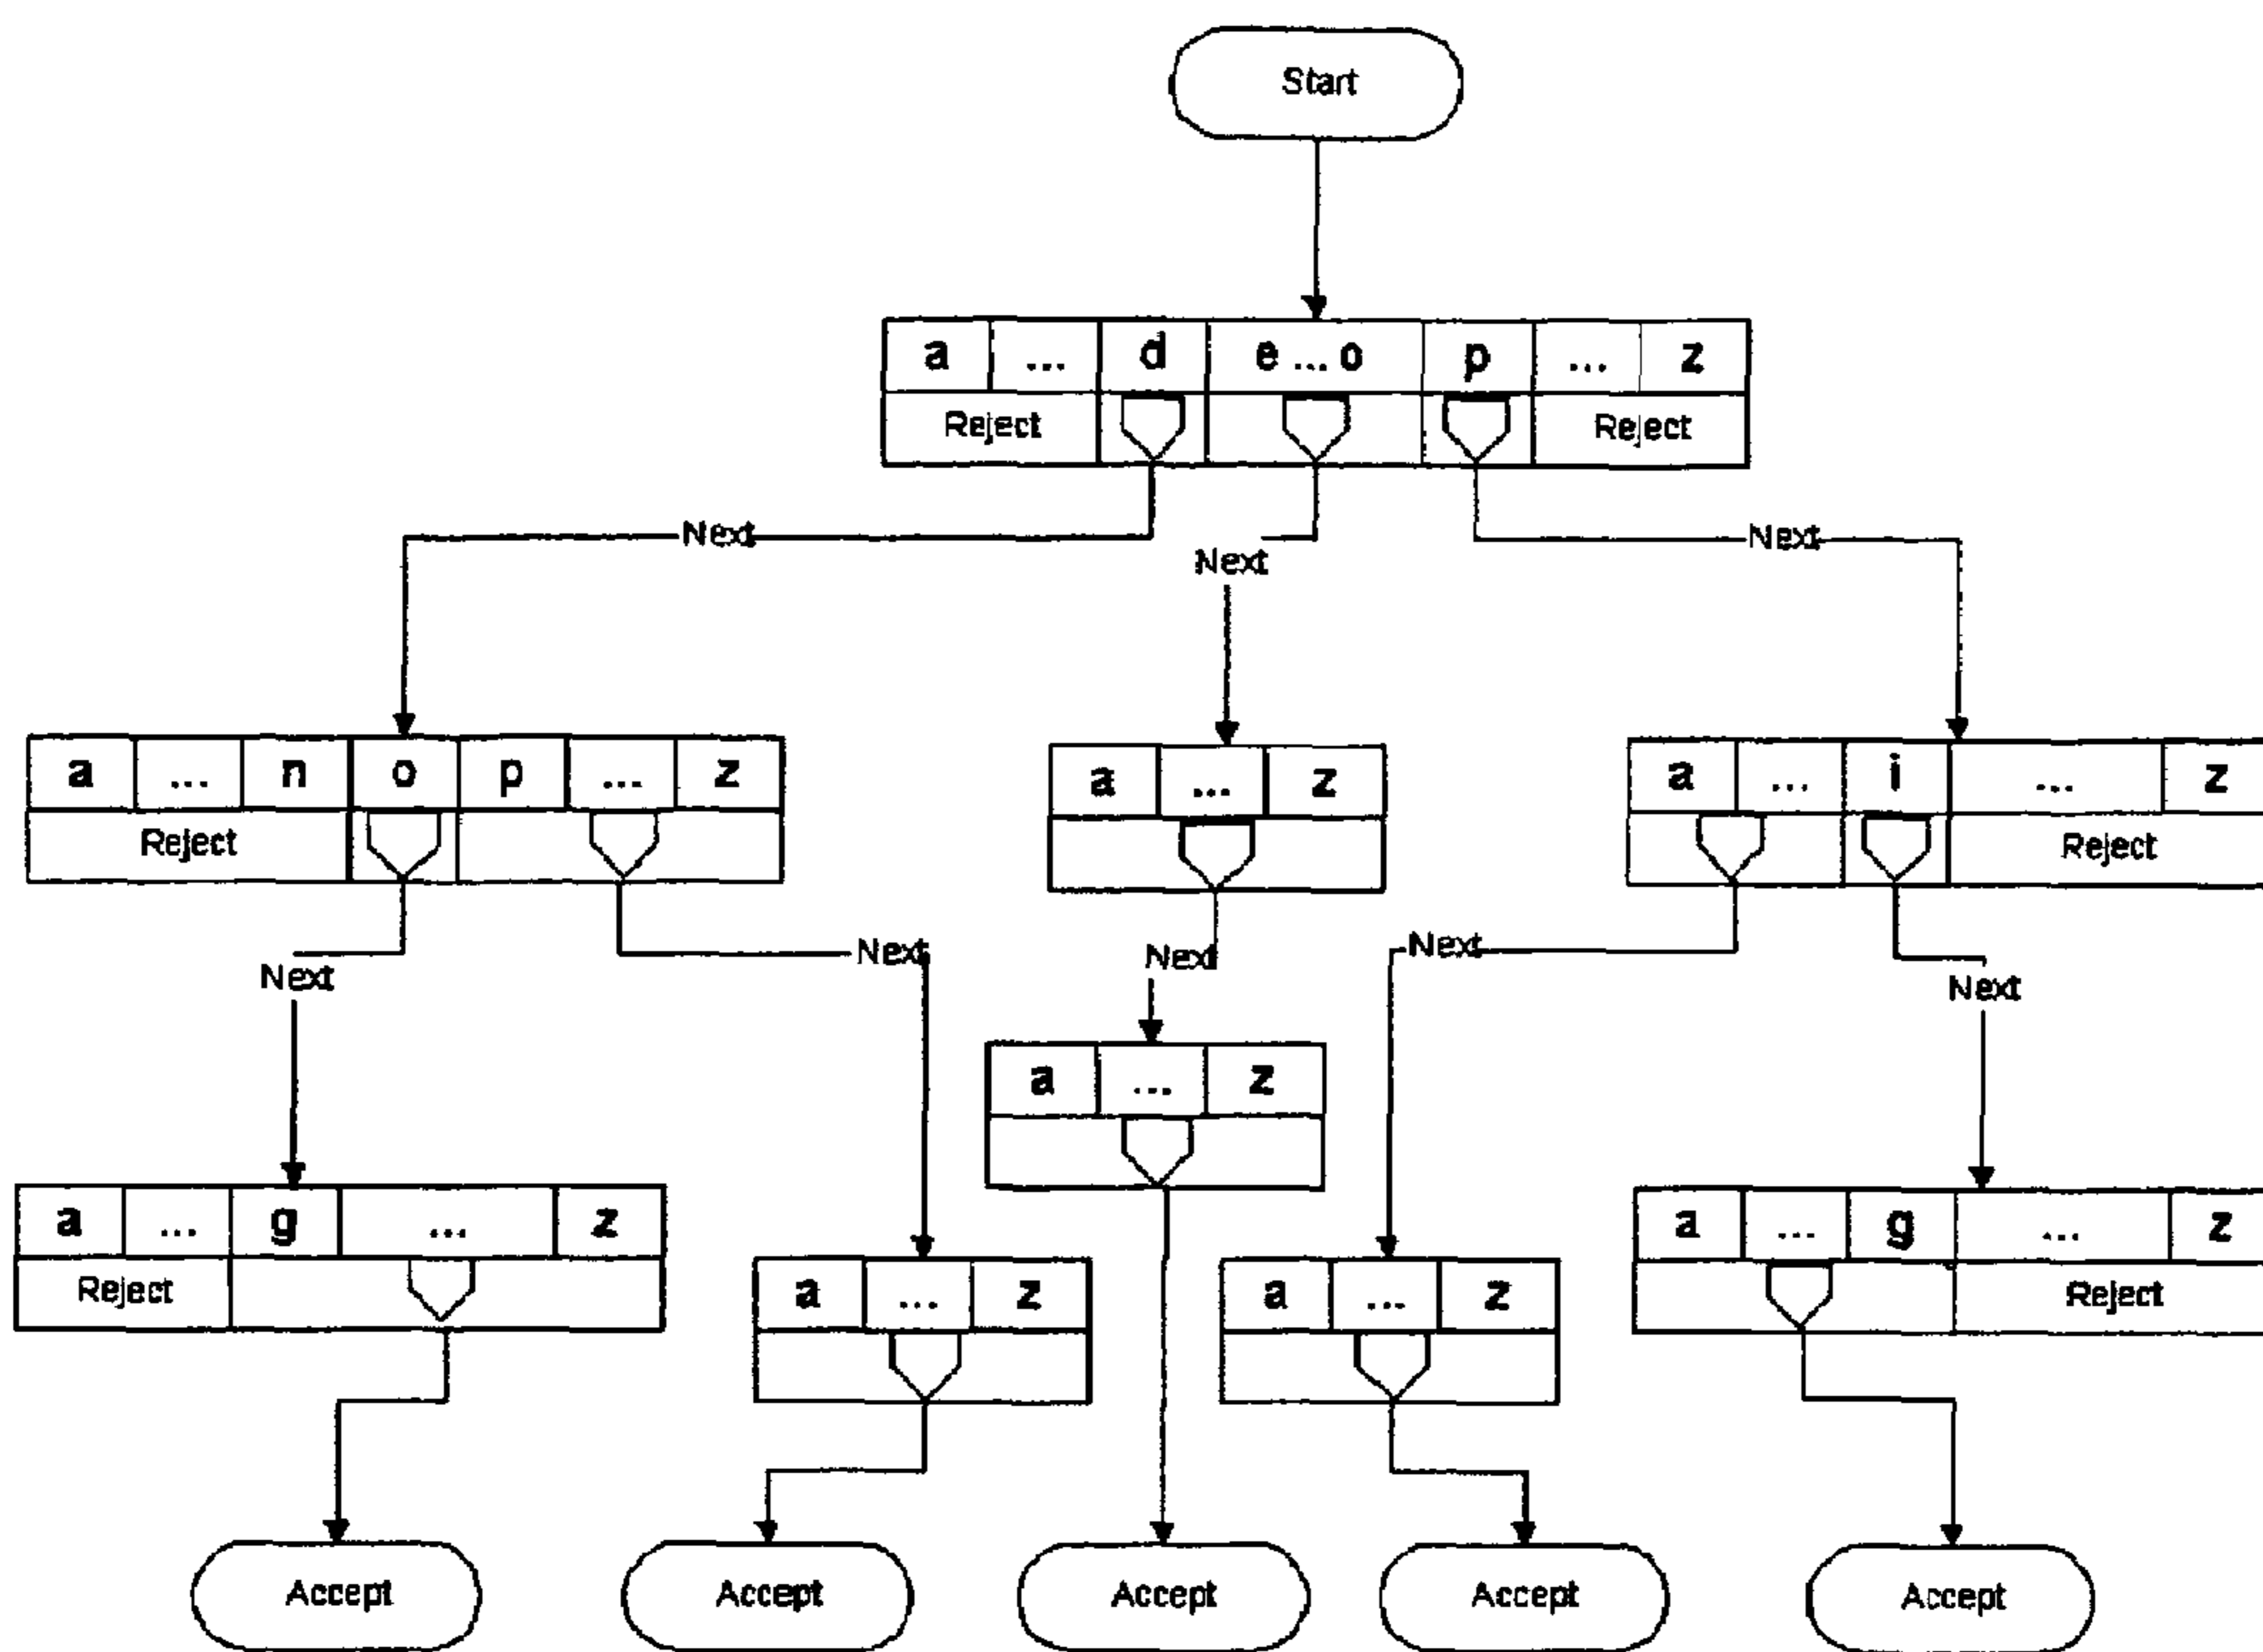 Start
a ... d e ... o p ... z
Reject Reject
Next Next Next
a ... n o p ... z
a ... z
a ... i ... z
Reject
Reject
Next Next Next Next Next
a ... z
a ... g ... z
Reject
a ... z
a ... z
a ... g ... z
Reject
Accept Accept Accept Accept Accept